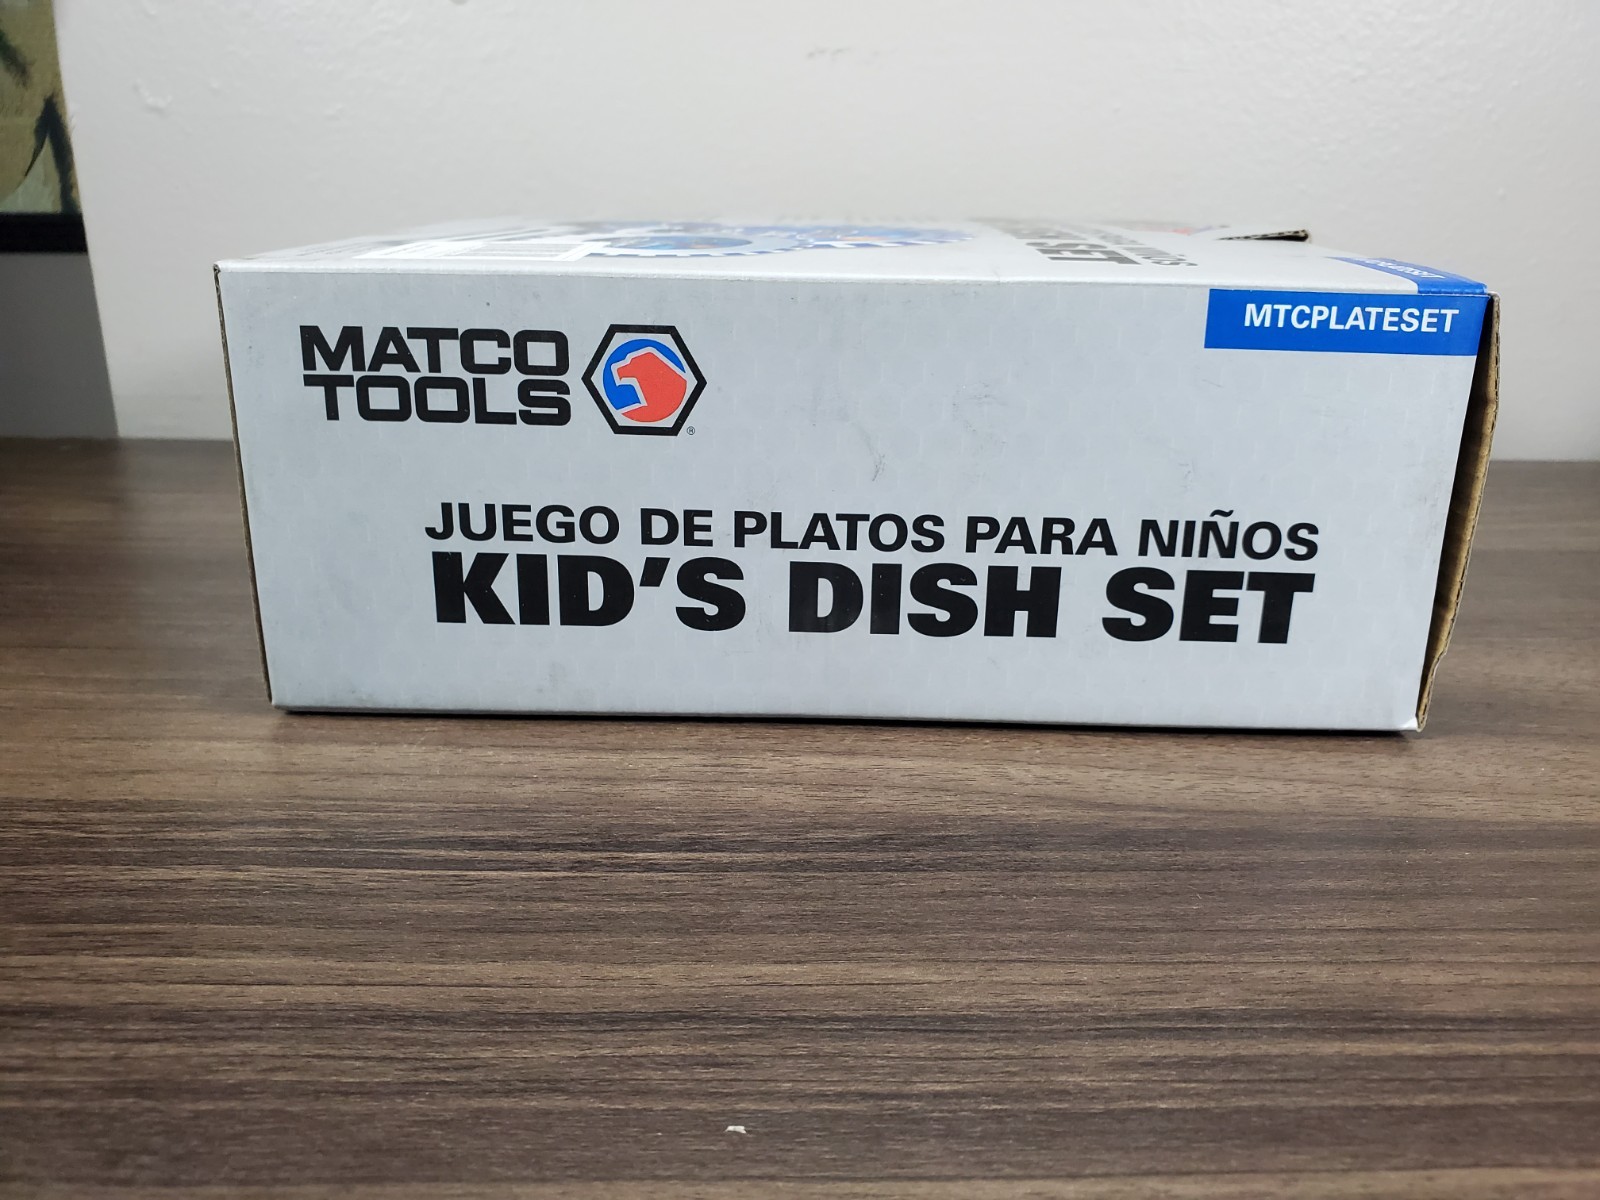 MATCO
TOOLS
®
MTCPLATESET
JUEGO DE PLATOS PARA NIÑOS
KID'S DISH SET